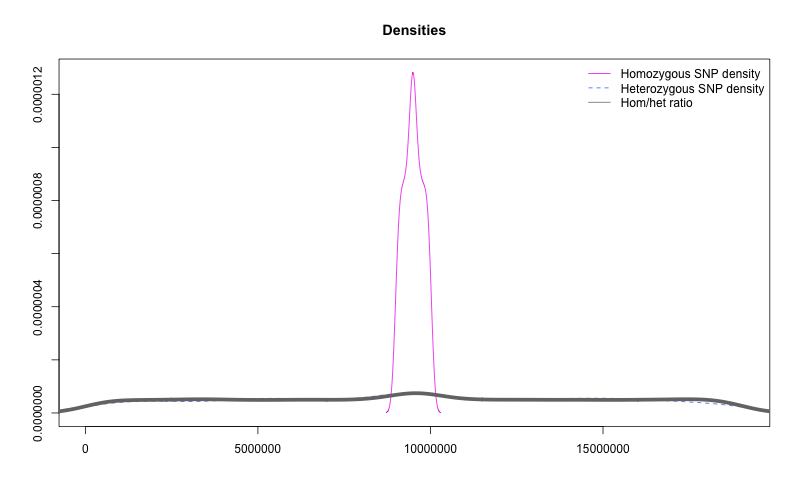 Densities
Homozygous SNP density
Heterozygous SNP density
Hom/het ratio
0.0000012
0.0000008
0.0000004
0.0000000
0
5000000
10000000
15000000